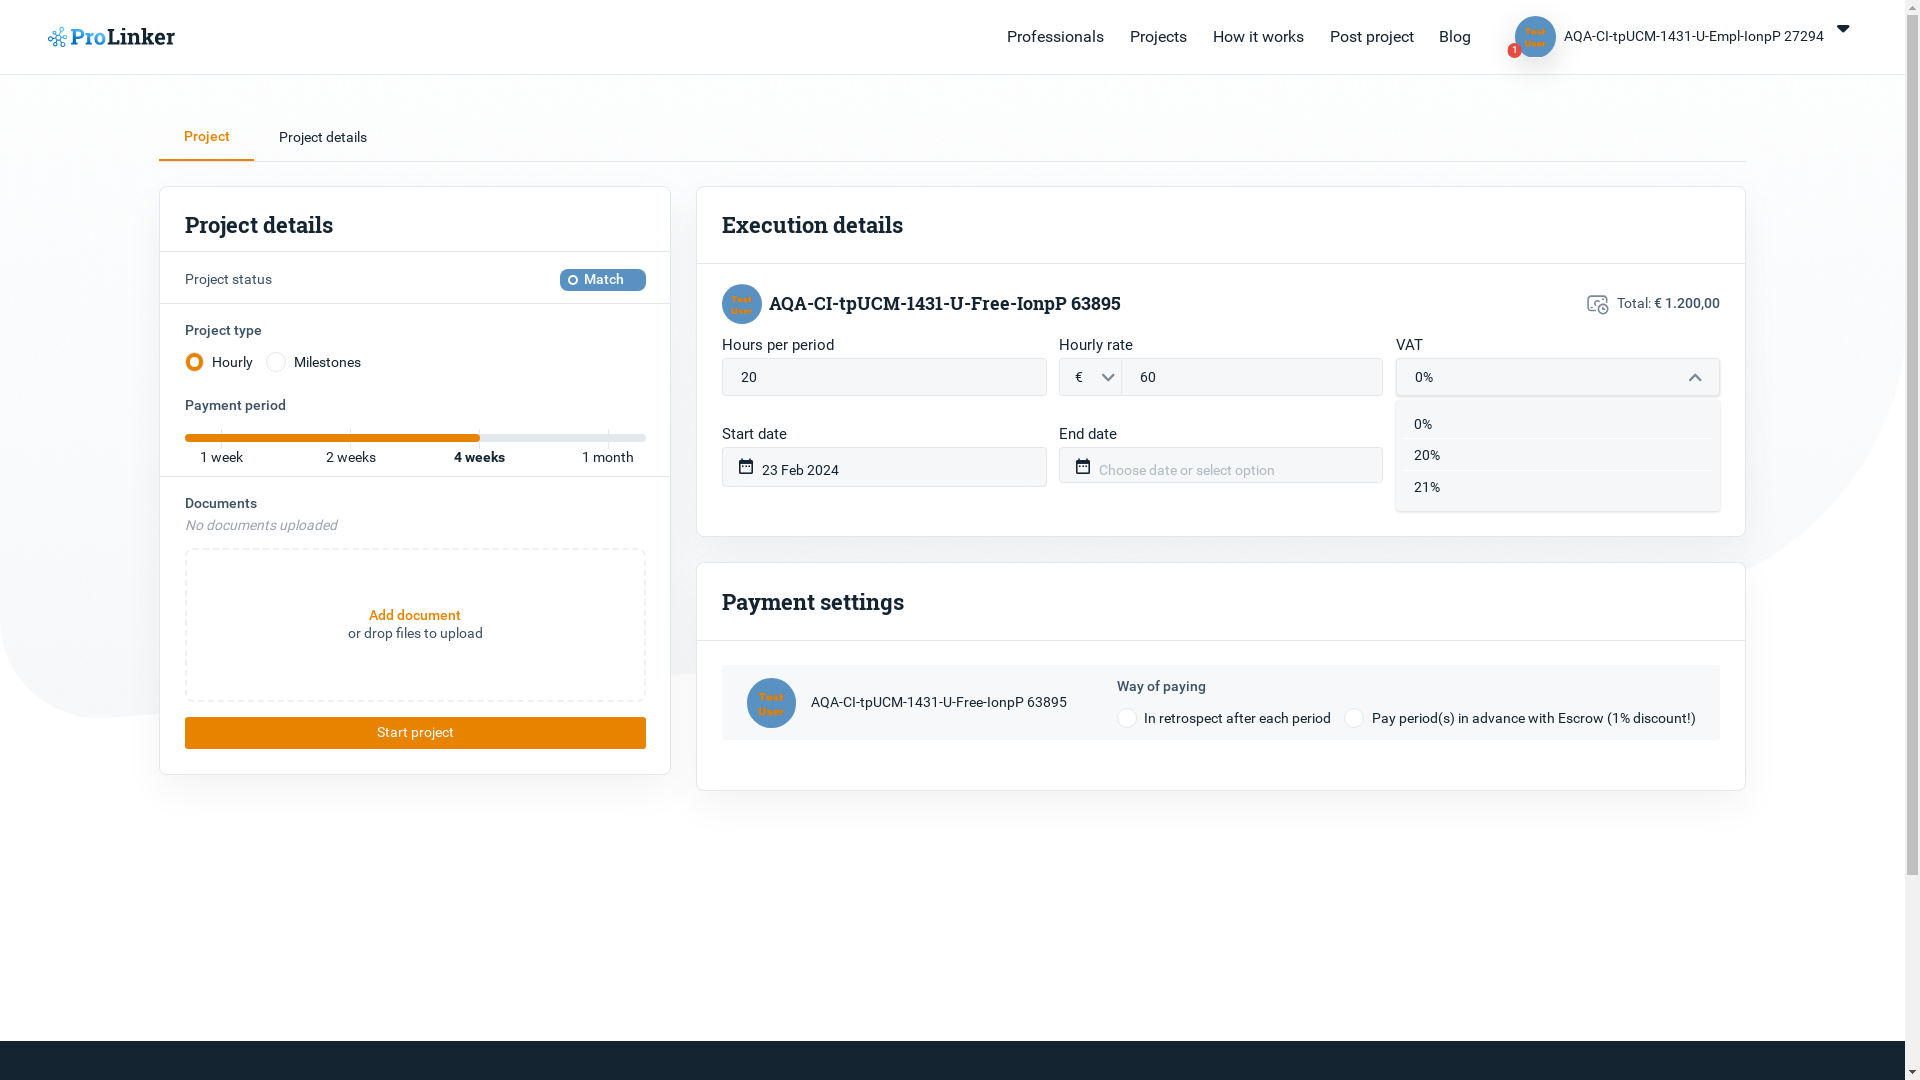 ProLinker
Professionals
Projects
How it works
Post project
Blog
Test
User
1
AQA-CI-tpUCM-1431-U-Empl-IonpP 27294
Project
Project details
Project details
Project status
Match
Project type
Hourly
Milestones
Payment period
1 week
2 weeks
4 weeks
1 month
Documents
No documents uploaded
Add document
or drop files to upload
Start project
Execution details
Test
User
AQA-CI-tpUCM-1431-U-Free-IonpP 63895
Total: € 1.200,00
Hours per period
20
Hourly rate
€
60
VAT
0%
0%
20%
21%
Start date
23 Feb 2024
End date
Choose date or select option
Payment settings
Test
User
AQA-CI-tpUCM-1431-U-Free-IonpP 63895
Way of paying
In retrospect after each period
Pay period(s) in advance with Escrow (1% discount!)